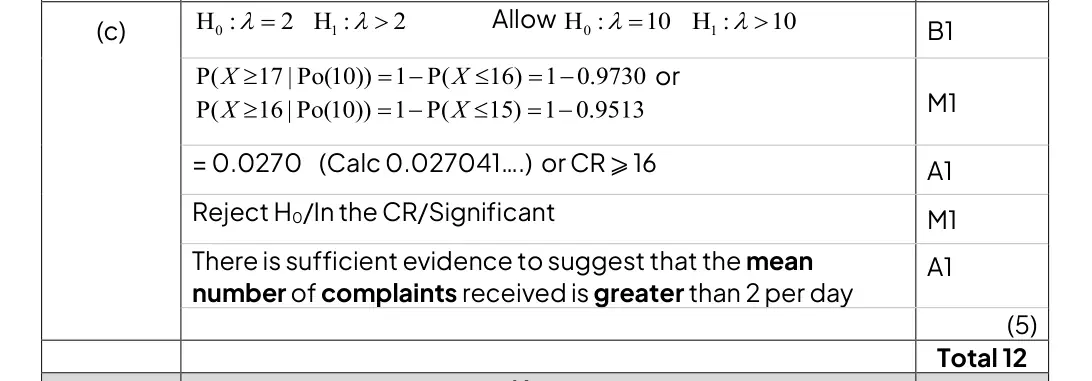 (c)
H₀ : λ = 2 H₁ : λ > 2 Allow H₀ : λ = 10 H₁ : λ > 10
B1
P(X ≥ 17 | Po(10)) = 1 − P(X ≤ 16) = 1 − 0.9730 or
P(X ≥ 16 | Po(10)) = 1 − P(X ≤ 15) = 1 − 0.9513
M1
= 0.0270 (Calc 0.027041....) or CR ⩾ 16
A1
Reject H₀/In the CR/Significant
M1
There is sufficient evidence to suggest that the mean
number of complaints received is greater than 2 per day
A1
(5)
Total 12